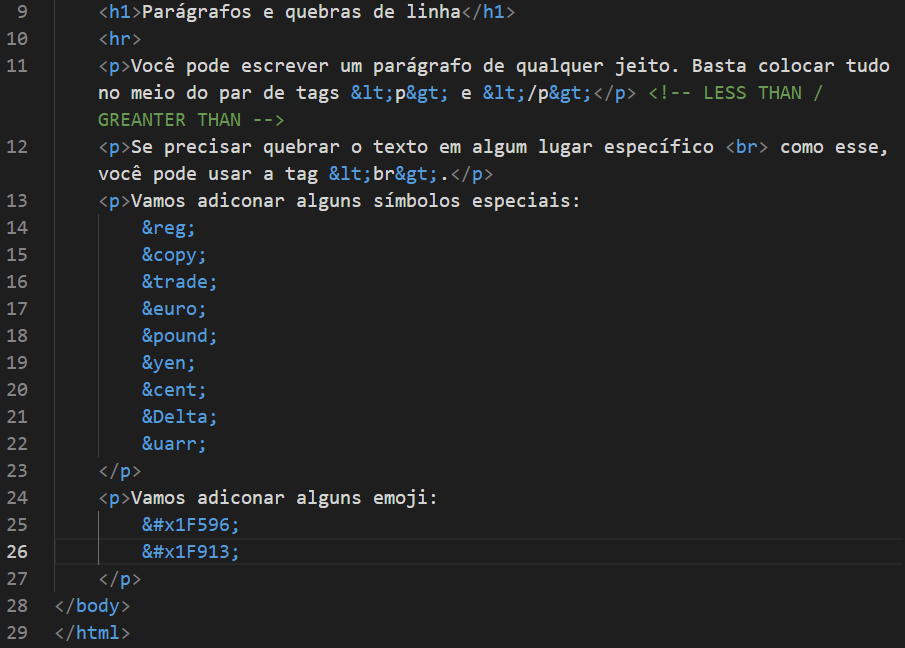 9 <h1>Parágrafos e quebras de linha</h1>
10 <hr>
11 <p>Você pode escrever um parágrafo de qualquer jeito. Basta colocar tudo
no meio do par de tags &lt;p&gt; e &lt;/p&gt;</p> <!-- LESS THAN /
GREANTER THAN -->
12 <p>Se precisar quebrar o texto em algum lugar específico <br> como esse,
você pode usar a tag &lt;br&gt;.</p>
13 <p>Vamos adiconar alguns símbolos especiais:
14 &reg;
15 &copy;
16 &trade;
17 &euro;
18 &pound;
19 &yen;
20 &cent;
21 &Delta;
22 &uarr;
23 </p>
24 <p>Vamos adiconar alguns emoji:
25 &#x1F596;
26 &#x1F913;
27 </p>
28 </body>
29 </html>